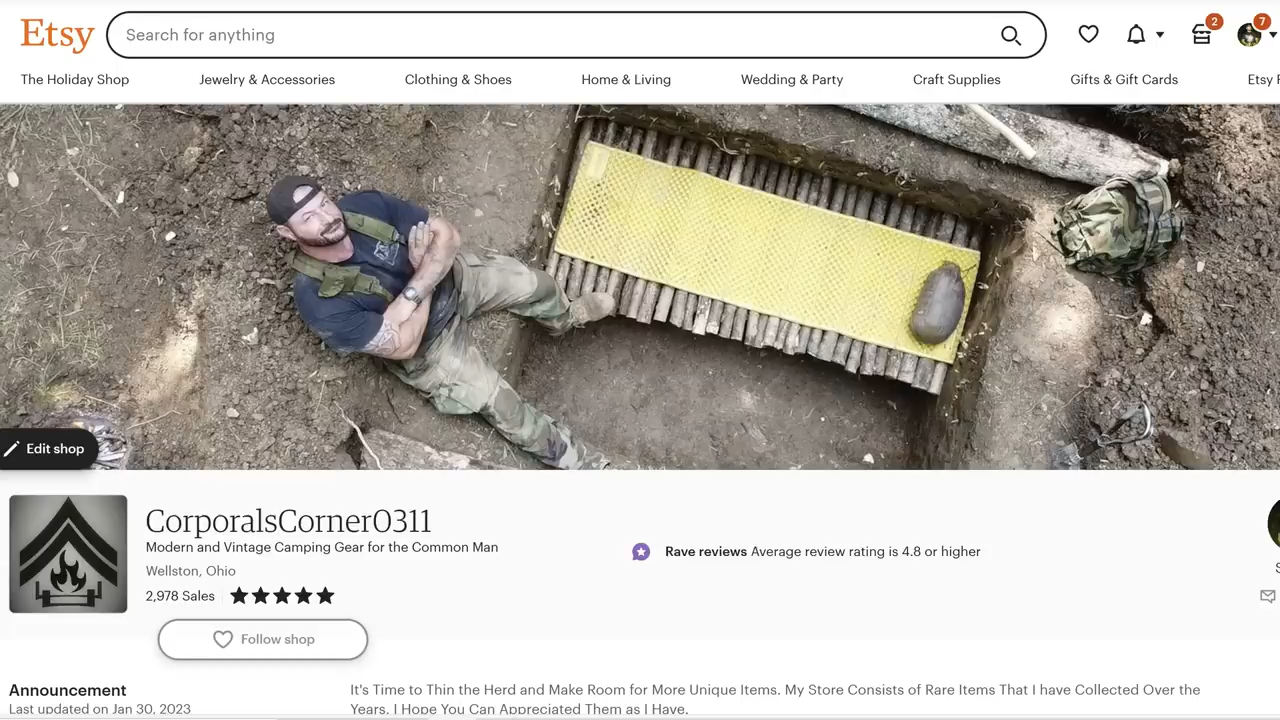 Etsy
Search for anything
2
7
The Holiday Shop
Jewelry & Accessories
Clothing & Shoes
Home & Living
Wedding & Party
Craft Supplies
Gifts & Gift Cards
Etsy
Edit shop
CorporalsCorner0311
Modern and Vintage Camping Gear for the Common Man
Wellston, Ohio
2,978 Sales
Rave reviews Average review rating is 4.8 or higher
Follow shop
Announcement
Last updated on Jan 30, 2023
It's Time to Thin the Herd and Make Room for More Unique Items. My Store Consists of Rare Items That I have Collected Over the
Years. I Hope You Can Appreciated Them as I Have.